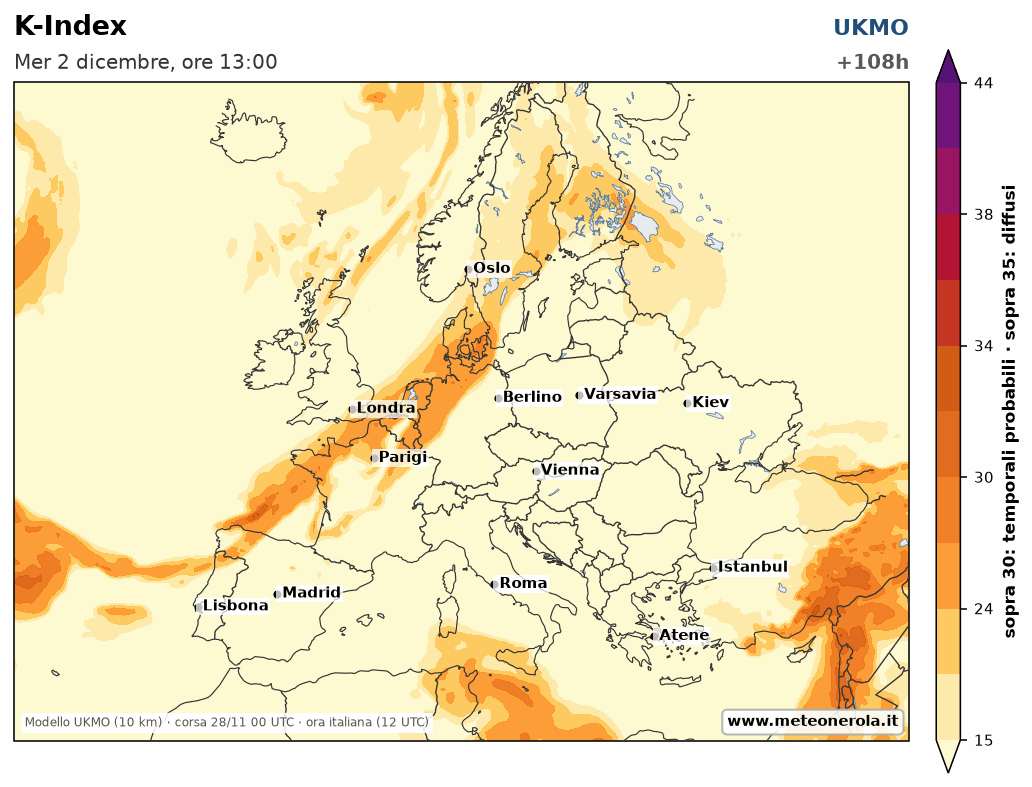 K-Index
UKMO
Mer 2 dicembre, ore 13:00
+108h
44
38
34
30
24
15
sopra 30: temporali probabili · sopra 35: diffusi
Oslo
Londra
Berlino
Varsavia
Kiev
Parigi
Vienna
Istanbul
Roma
Madrid
Lisbona
Atene
Modello UKMO (10 km) · corsa 28/11 00 UTC · ora italiana (12 UTC)
www.meteonerola.it